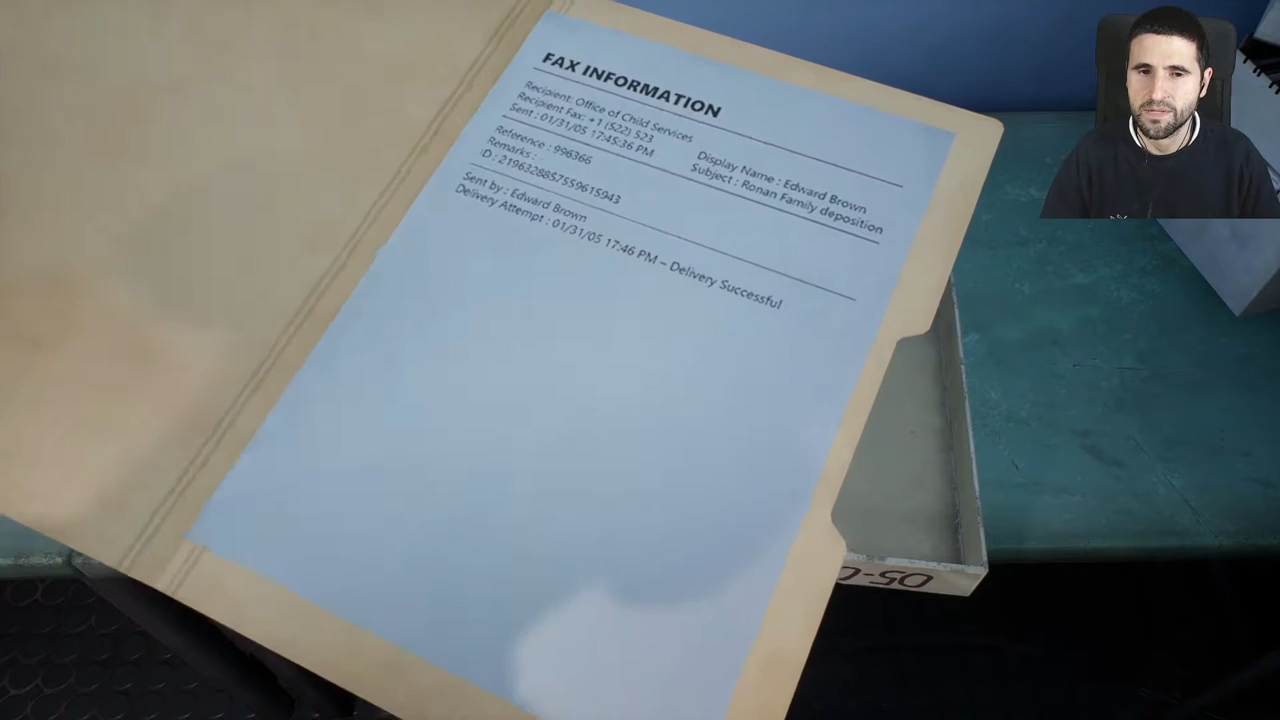 FAX INFORMATION
Recipient: Office of Child Services
Recipient Fax: +1 (522) 523
Sent : 01/31/05 17:45:36 PM
Display Name : Edward Brown
Subject : Ronan Family deposition
Reference : 996366
Remarks :
ID : 2196328857559615943
Sent by : Edward Brown
Delivery Attempt : 01/31/05 17:46 PM – Delivery Successful